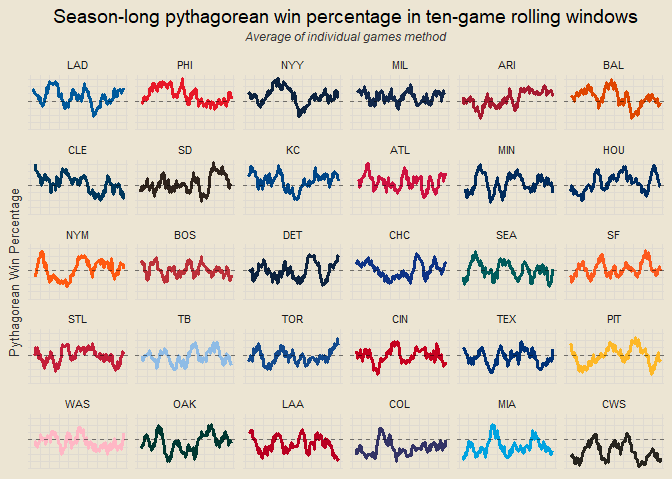 Season-long pythagorean win percentage in ten-game rolling windows
Average of individual games method
LAD PHI NYY MIL ARI BAL
CLE SD KC ATL MIN HOU
NYM BOS DET CHC SEA SF
STL TB TOR CIN TEX PIT
WAS OAK LAA COL MIA CWS
Pythagorean Win Percentage